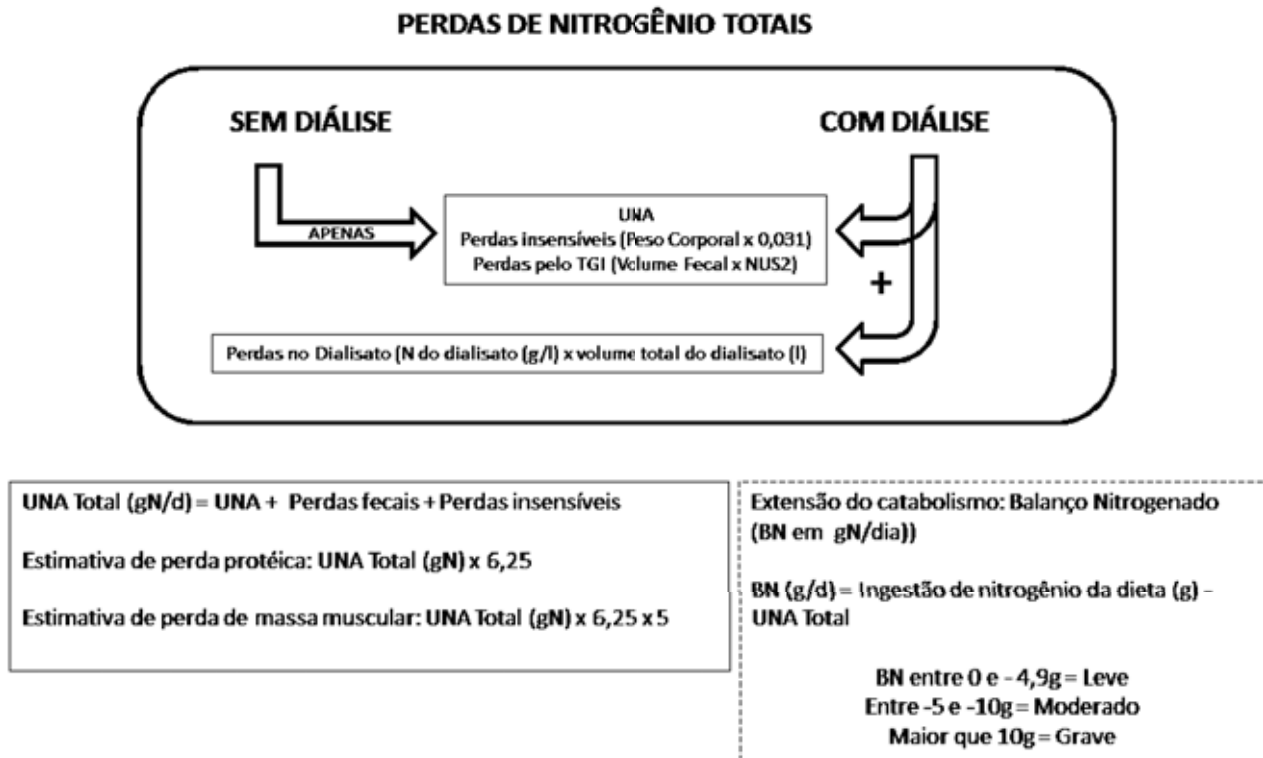 PERDAS DE NITROGÊNIO TOTAIS
SEM DIÁLISE
COM DIÁLISE
APENAS
UNA
Perdas insensíveis (Peso Corporal x 0,031)
Perdas pelo TGI (Volume Fecal x NUS2)
+
Perdas no Dialisato (N do dialisato (g/l) x volume total do dialisato (l)
UNA Total (gN/d) = UNA + Perdas fecais + Perdas insensíveis
Estimativa de perda protéica: UNA Total (gN) x 6,25
Estimativa de perda de massa muscular: UNA Total (gN) x 6,25 x 5
Extensão do catabolismo: Balanço Nitrogenado
(BN em gN/dia))
BN (g/d) = Ingestão de nitrogênio da dieta (g) –
UNA Total
BN entre 0 e - 4,9g = Leve
Entre -5 e -10g = Moderado
Maior que 10g = Grave